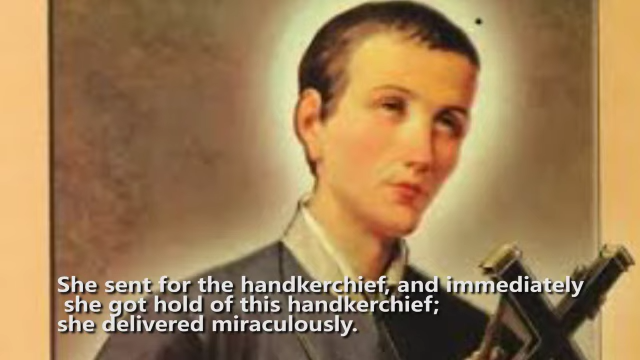 She sent for the handkerchief, and immediately
she got hold of this handkerchief;
she delivered miraculously.